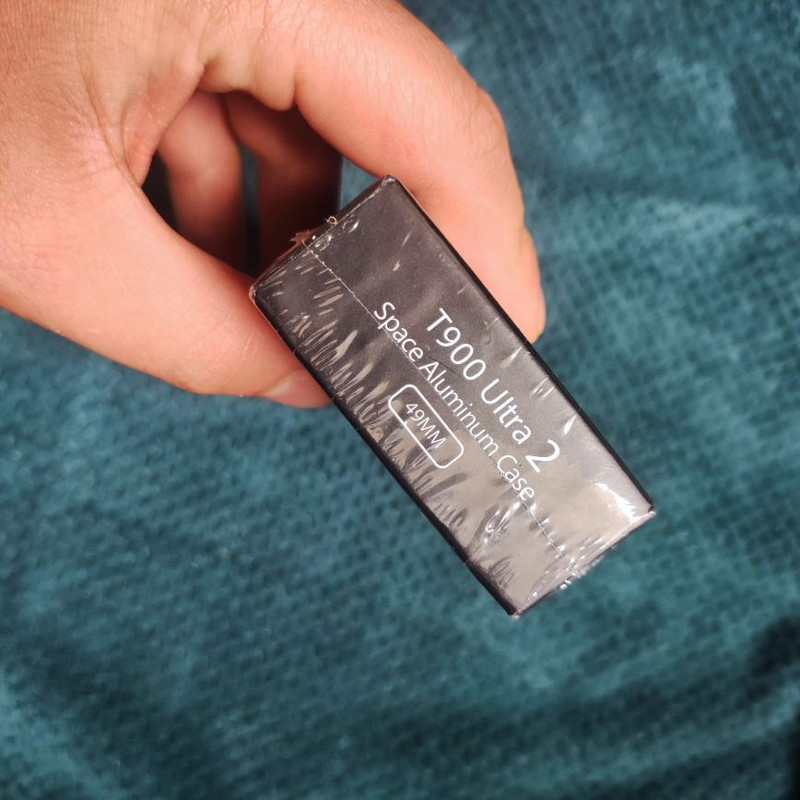 T900 Ultra 2
Space Aluminum Case
49MM